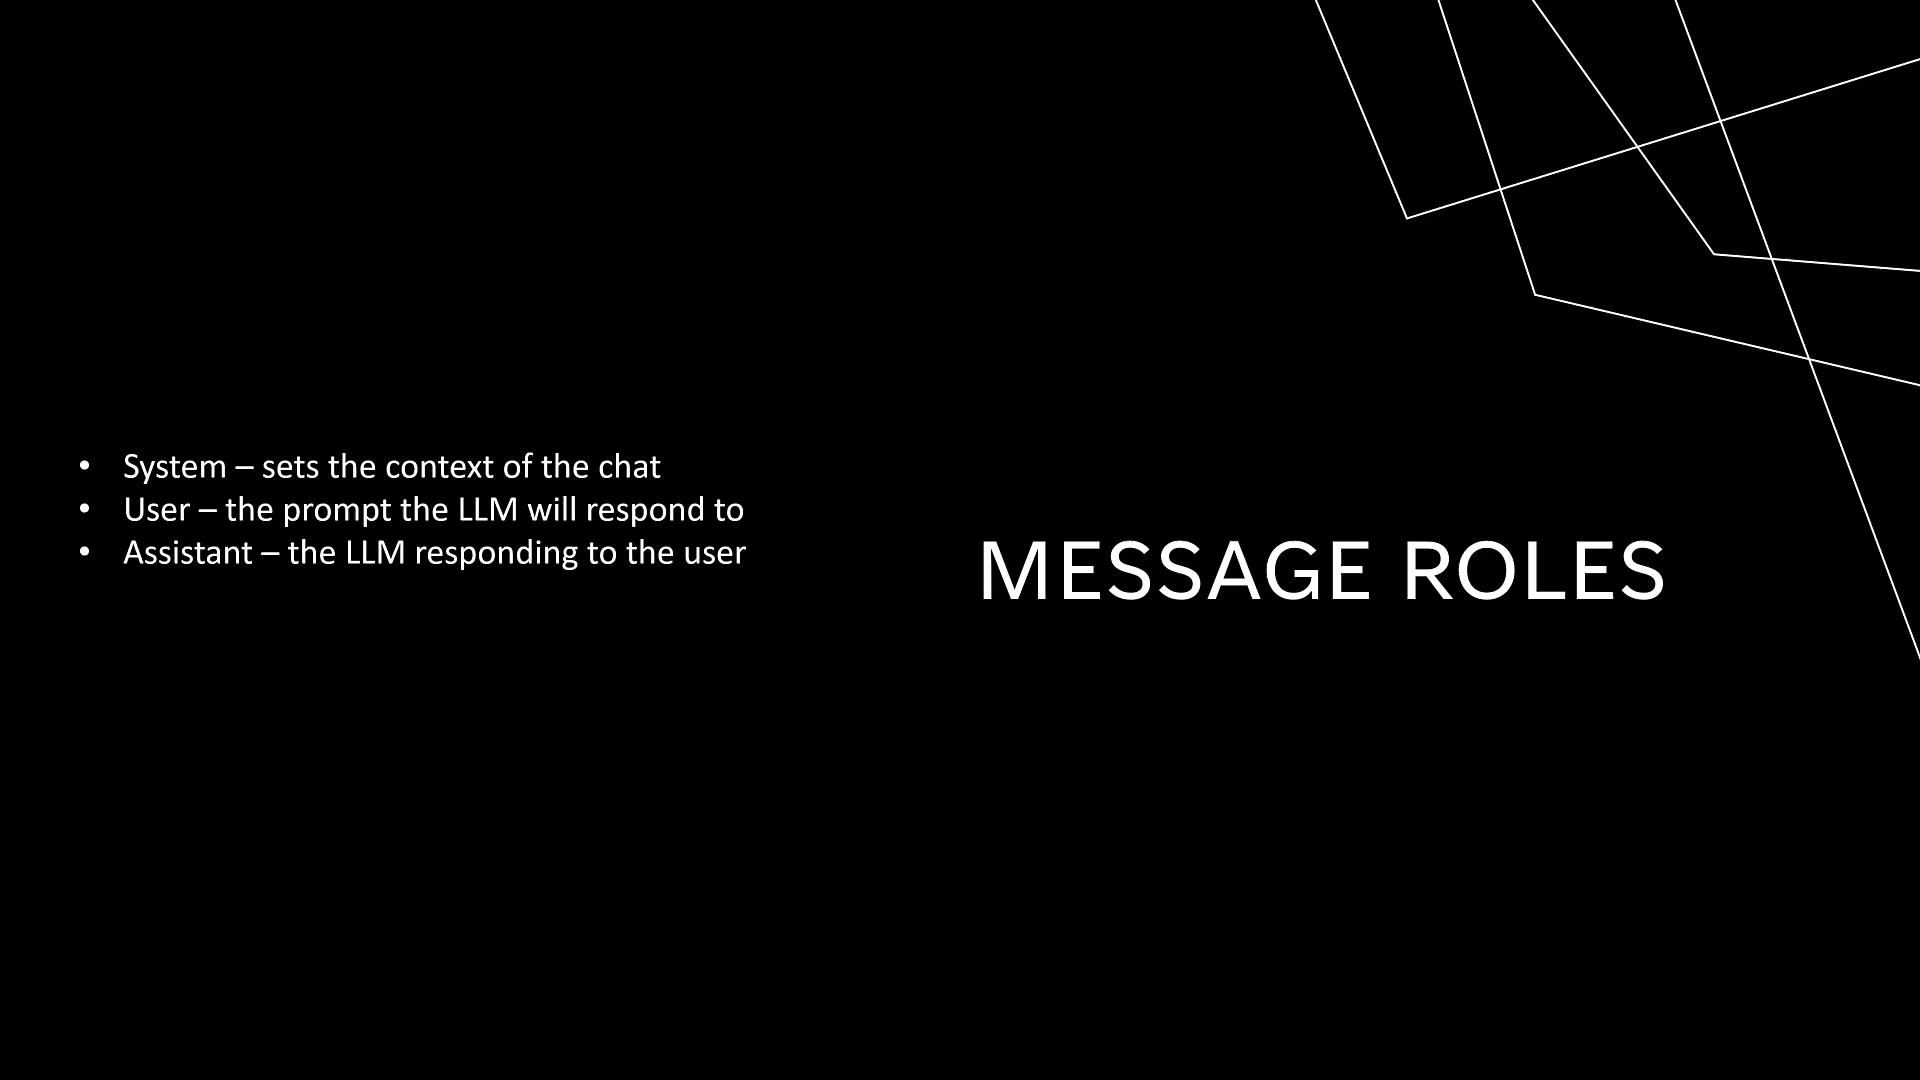 • System – sets the context of the chat
• User – the prompt the LLM will respond to
• Assistant – the LLM responding to the user
MESSAGE ROLES